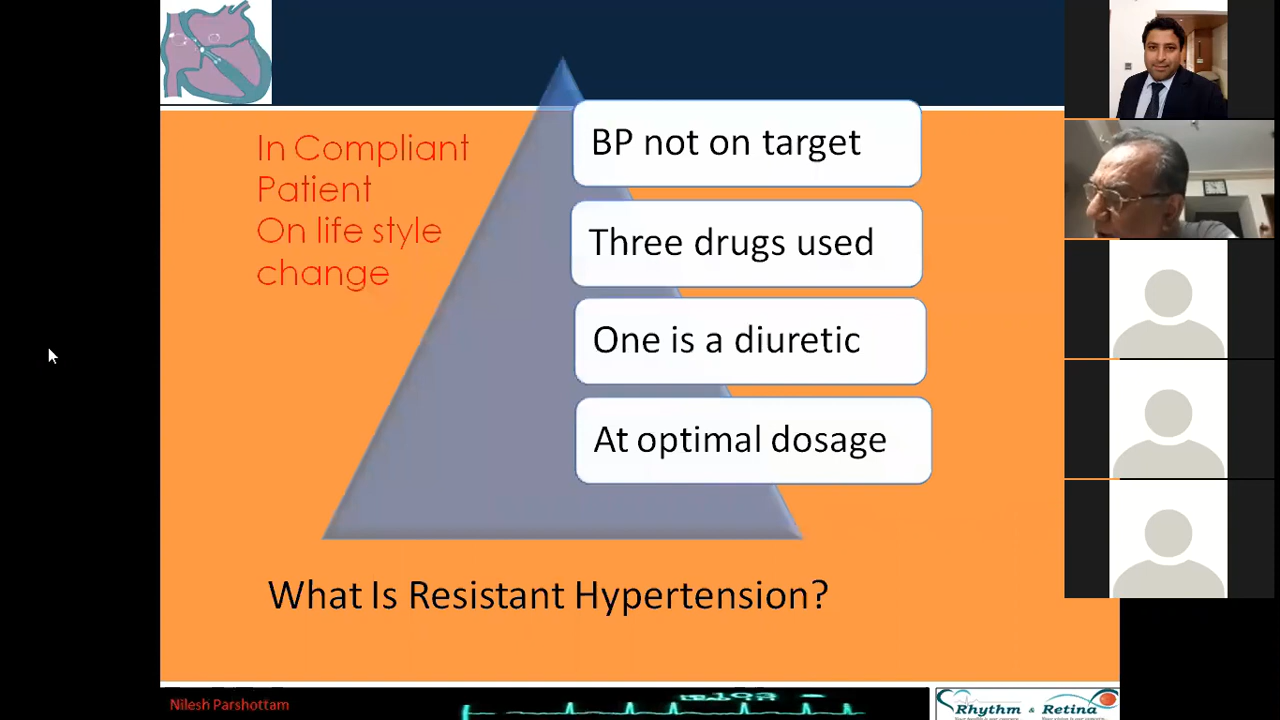 In Compliant
Patient
On life style
change
BP not on target
Three drugs used
One is a diuretic
At optimal dosage
What Is Resistant Hypertension?
Nilesh Parshottam
Rhythm & Retina